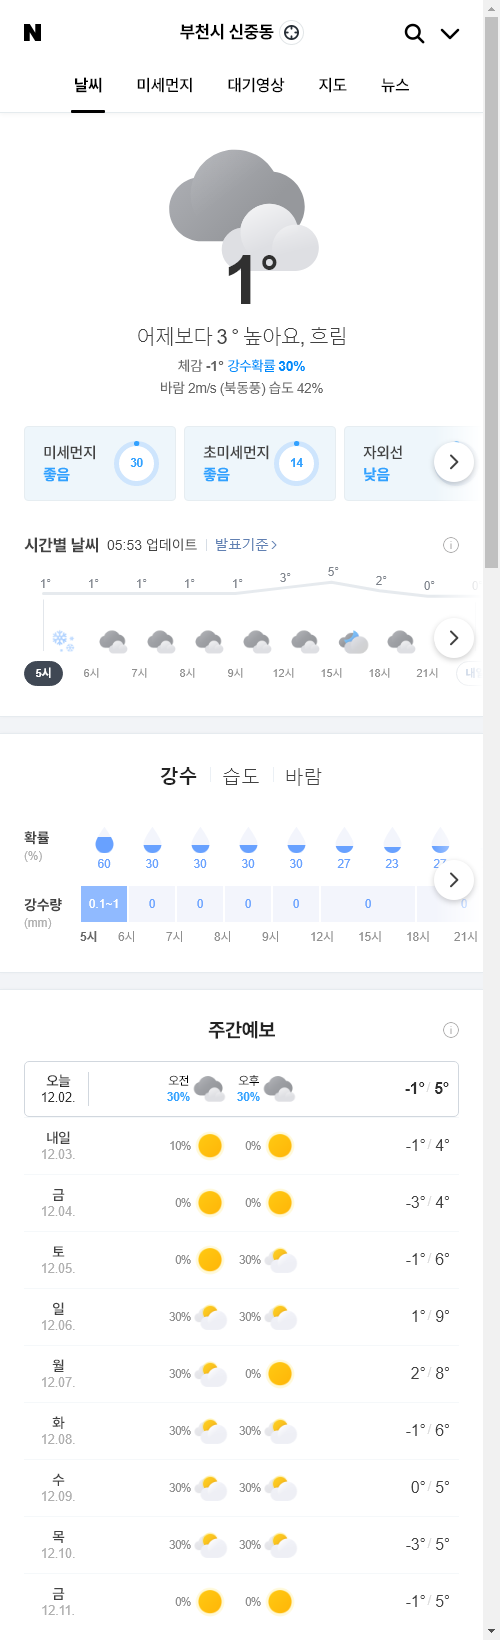 N 부천시 신중동
날씨 미세먼지 대기영상 지도 뉴스
1°
어제보다 3 ° 높아요, 흐림
체감 -1° 강수확률 30%
바람 2m/s (북동풍) 습도 42%
미세먼지 좋음 30
초미세먼지 좋음 14
자외선 낮음
시간별 날씨 05:53 업데이트 발표기준
1° 1° 1° 1° 1° 3° 5° 2° 0° 0°
5시 6시 7시 8시 9시 12시 15시 18시 21시
강수 습도 바람
확률 (%) 60 30 30 30 30 27 23 27
강수량 (mm) 0.1~1 0 0 0 0 0 0
5시 6시 7시 8시 9시 12시 15시 18시 21시
주간예보
오늘 12.02. 오전 30% 오후 30% -1° / 5°
내일 12.03. 10% 0% -1° / 4°
금 12.04. 0% 0% -3° / 4°
토 12.05. 0% 30% -1° / 6°
일 12.06. 30% 30% 1° / 9°
월 12.07. 30% 0% 2° / 8°
화 12.08. 30% 30% -1° / 6°
수 12.09. 30% 30% 0° / 5°
목 12.10. 30% 30% -3° / 5°
금 12.11. 0% 0% -1° / 5°